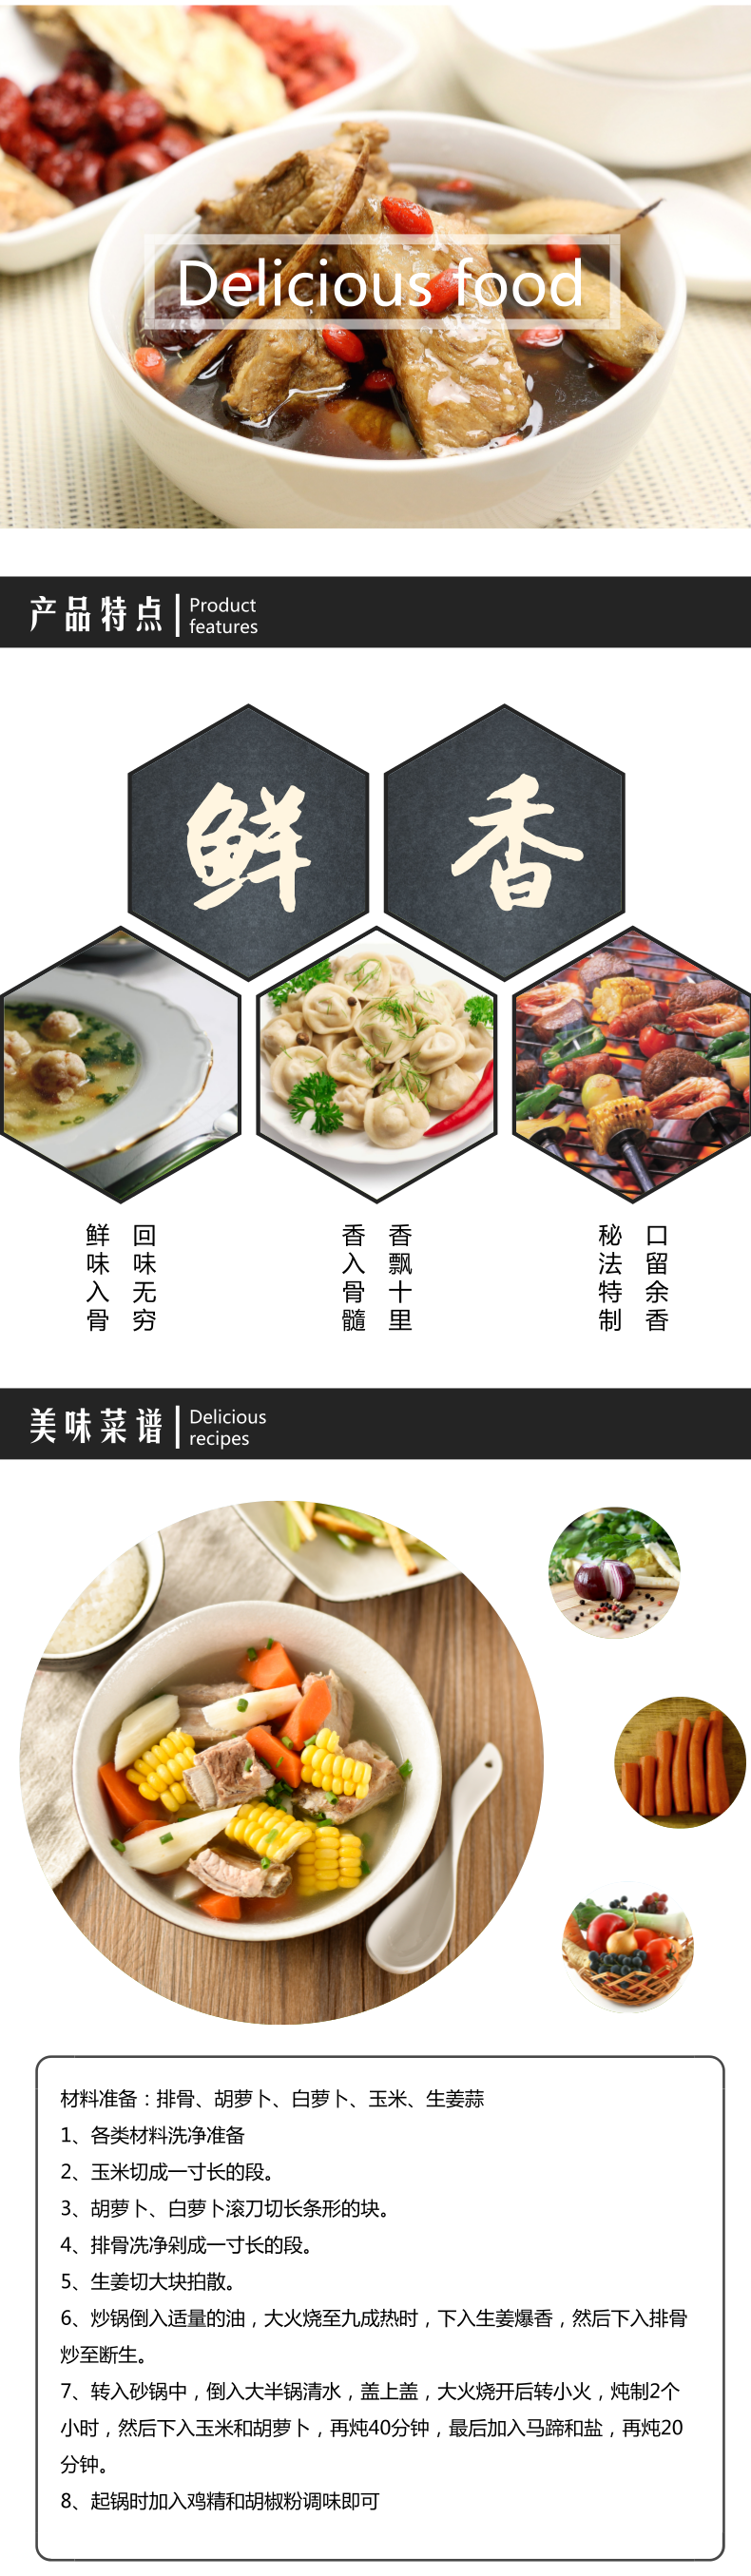 Delicious food
产品特点
Product
features
鲜
香
鲜味入骨
回味无穷
香入骨髓
香飘十里
秘法特制
口留余香
美味菜谱
Delicious
recipes
材料准备：排骨、胡萝卜、白萝卜、玉米、生姜蒜
1、各类材料洗净准备
2、玉米切成一寸长的段。
3、胡萝卜、白萝卜滚刀切长条形的块。
4、排骨冼净剁成一寸长的段。
5、生姜切大块拍散。
6、炒锅倒入适量的油，大火烧至九成热时，下入生姜爆香，然后下入排骨
炒至断生。
7、转入砂锅中，倒入大半锅清水，盖上盖，大火烧开后转小火，炖制2个
小时，然后下入玉米和胡萝卜，再炖40分钟，最后加入马蹄和盐，再炖20
分钟。
8、起锅时加入鸡精和胡椒粉调味即可